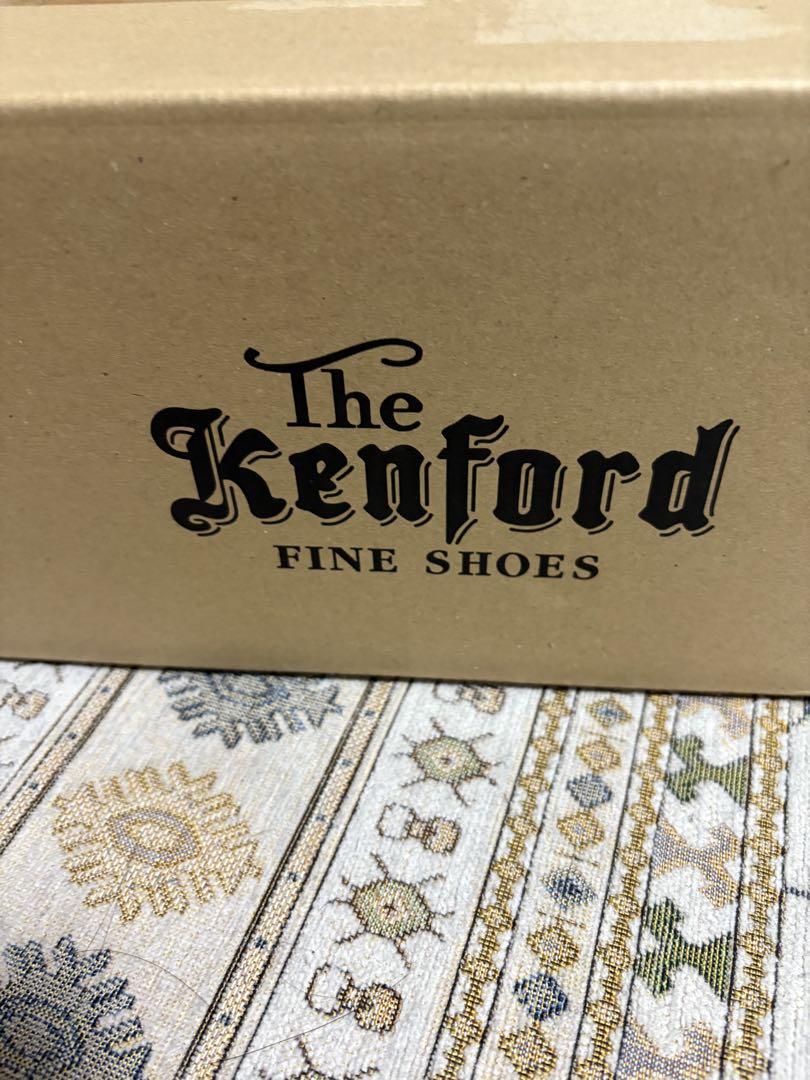 The
Kenford
FINE SHOES